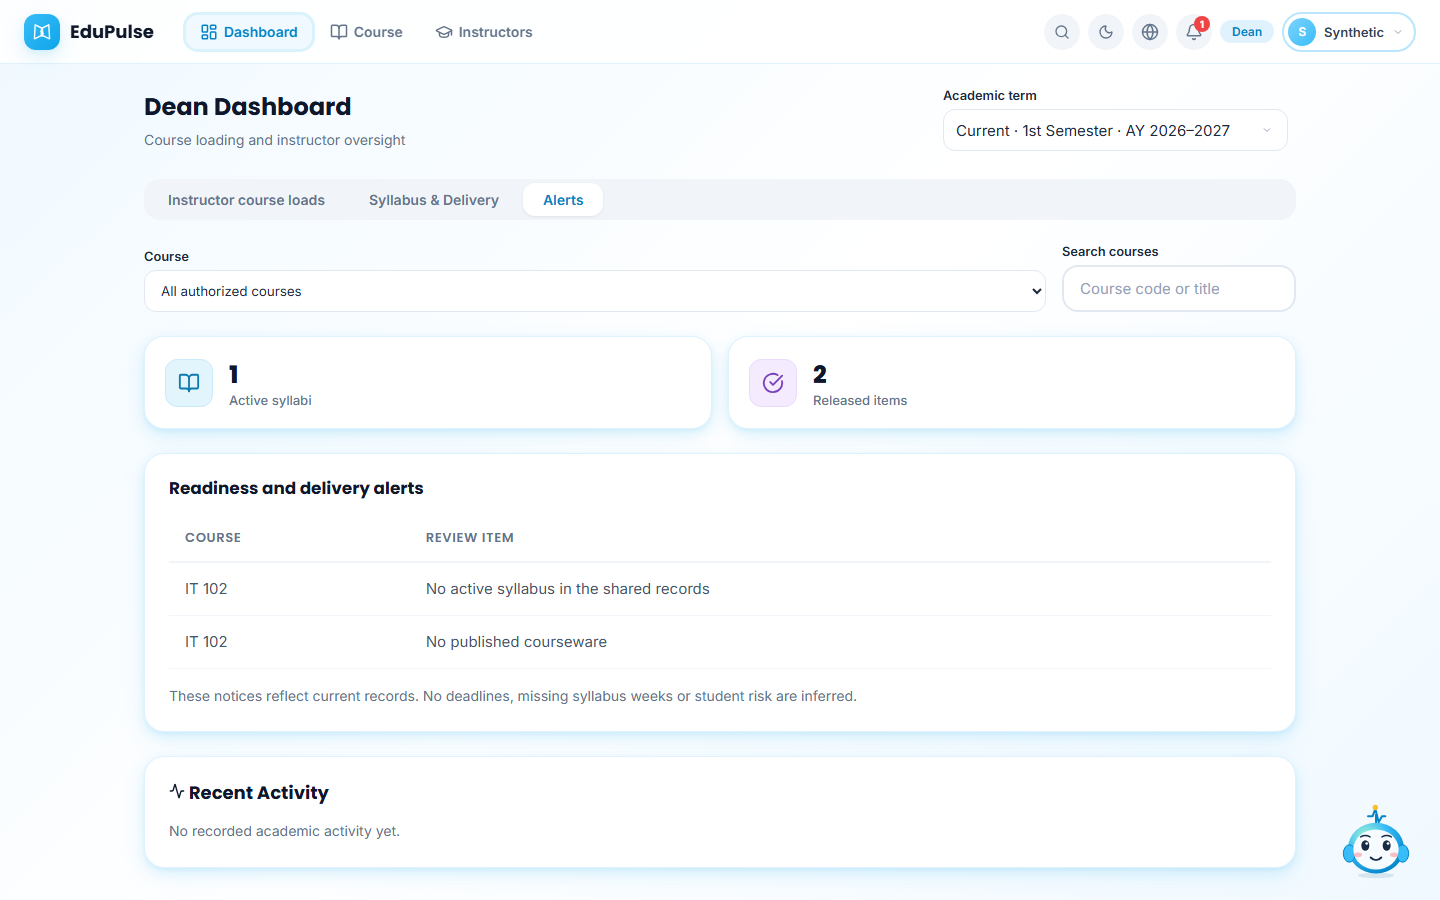 EduPulse
Dashboard
Course
Instructors
1
Dean
S
Synthetic
Dean Dashboard
Course loading and instructor oversight
Academic term
Current · 1st Semester · AY 2026–2027
Instructor course loads
Syllabus & Delivery
Alerts
Course
All authorized courses
Search courses
Course code or title
1
Active syllabi
2
Released items
Readiness and delivery alerts
COURSE REVIEW ITEM
IT 102 No active syllabus in the shared records
IT 102 No published courseware
These notices reflect current records. No deadlines, missing syllabus weeks or student risk are inferred.
Recent Activity
No recorded academic activity yet.